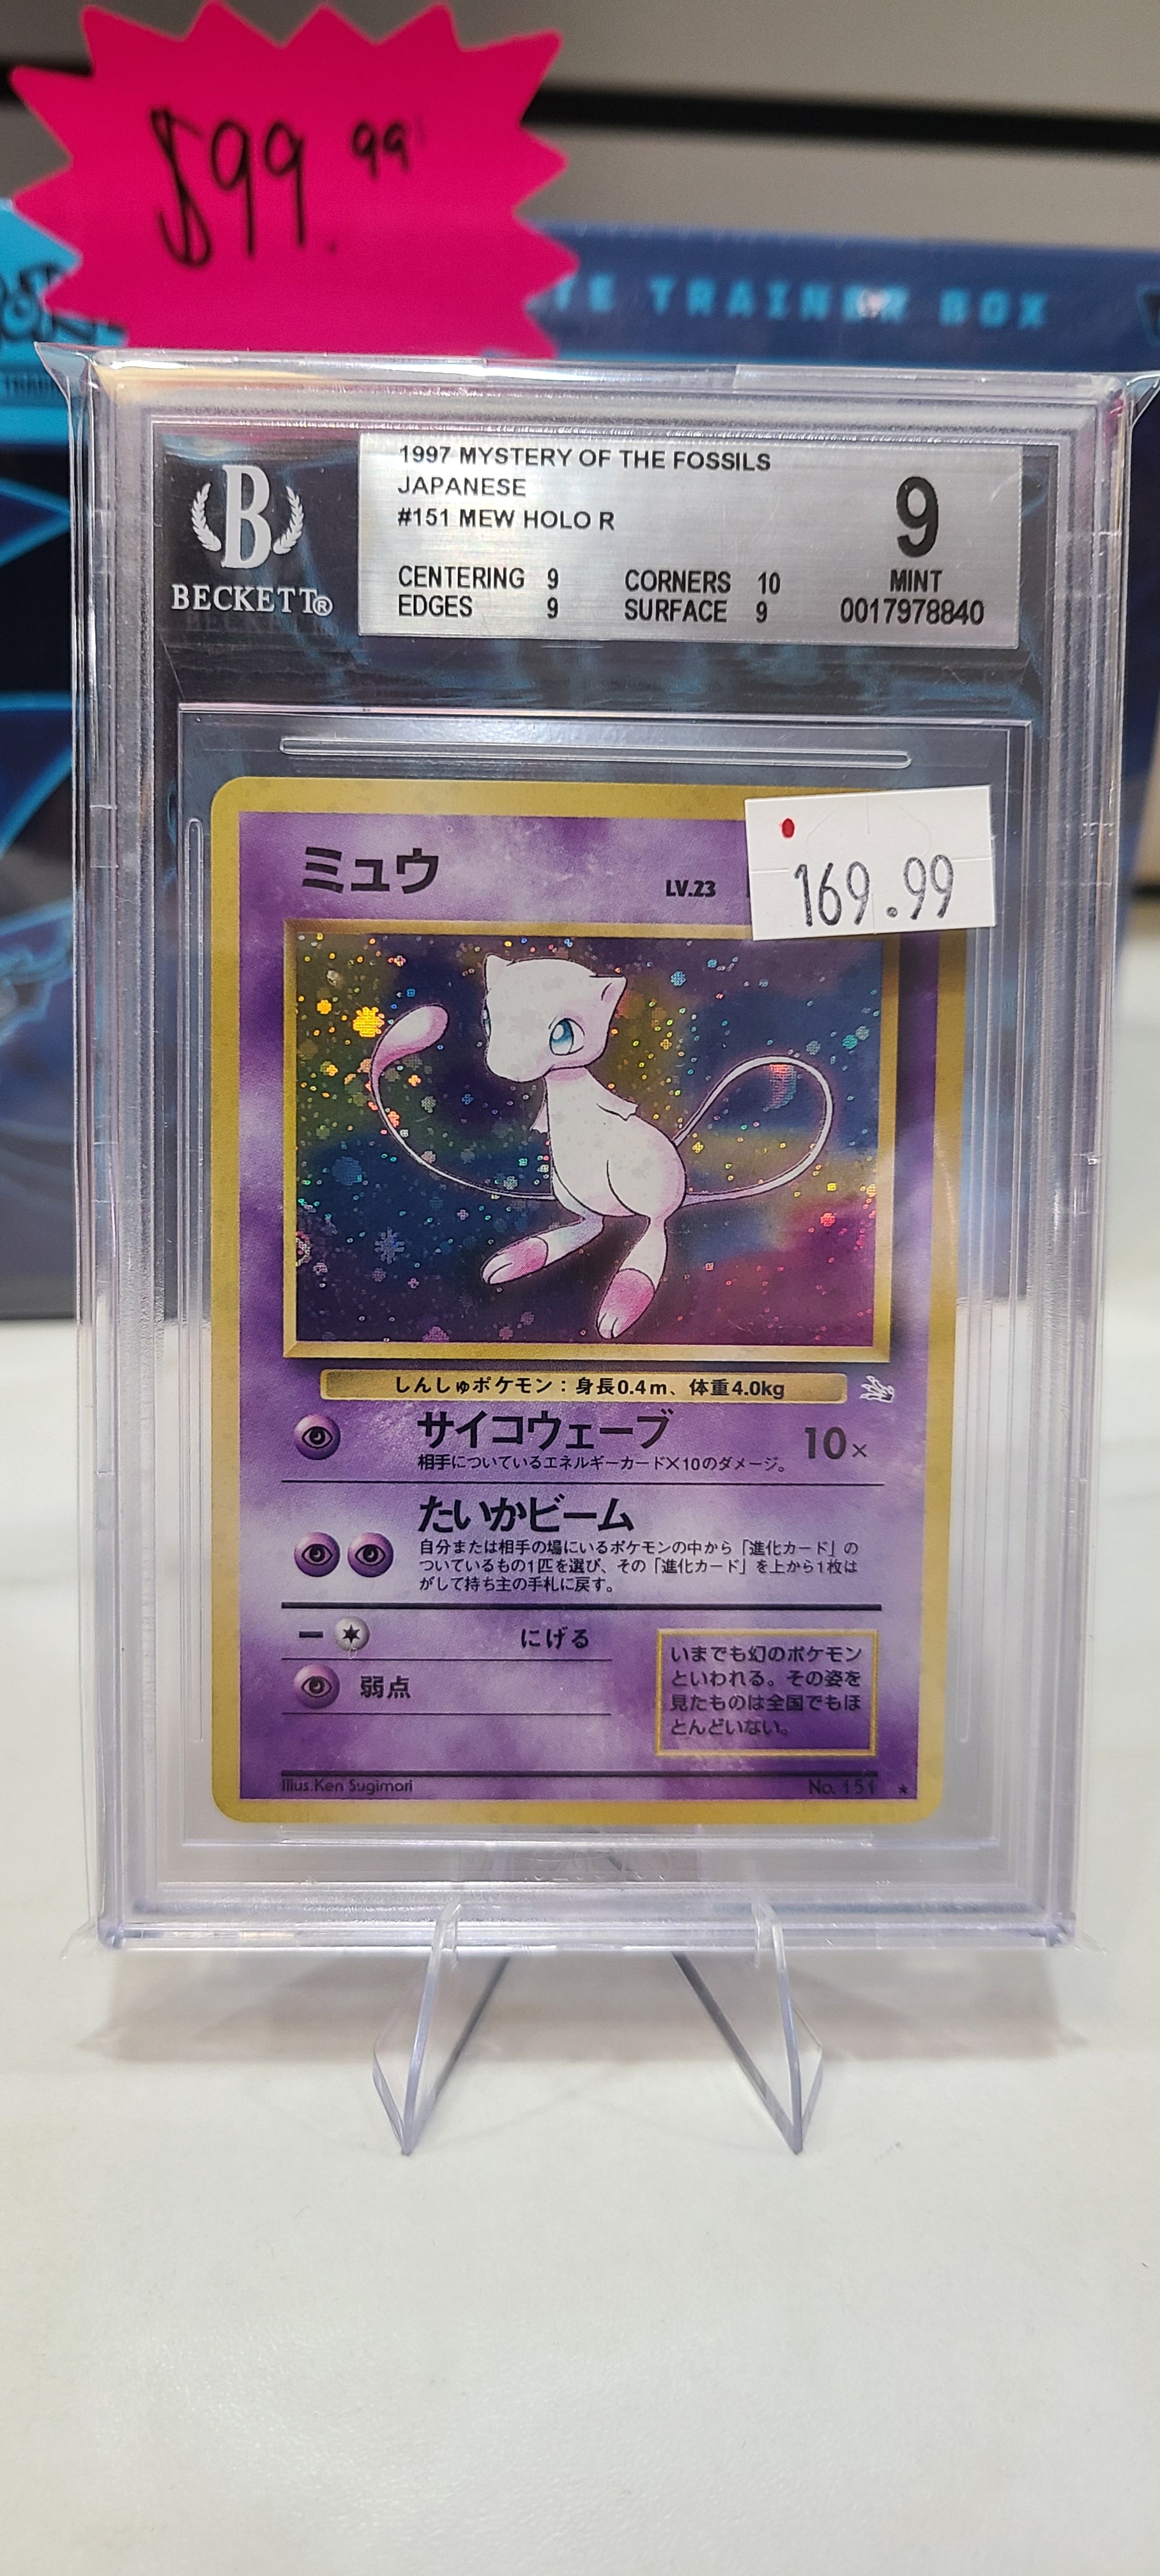 $99.99
TRAINER BOX
1997 MYSTERY OF THE FOSSILS
JAPANESE
#151 MEW HOLO R
9
CENTERING 9 CORNERS 10
MINT
EDGES 9 SURFACE 9
0017978840
B
BECKETT®
169.99
ミュウ LV.23
しんしゅポケモン：身長0.4m、体重4.0kg
サイコウェーブ 10×
相手についているエネルギーカード×10のダメージ。
たいかビーム
自分または相手の場にいるポケモンの中から「進化カード」の
ついているもの1匹を選び、その「進化カード」を上から1枚は
がして持ち主の手札に戻す。
ー にげる
弱点
いまでも幻のポケモン
といわれる。その姿を
見たものは全国でもほ
とんどいない。
Illus.Ken Sugimori No. 151 ★